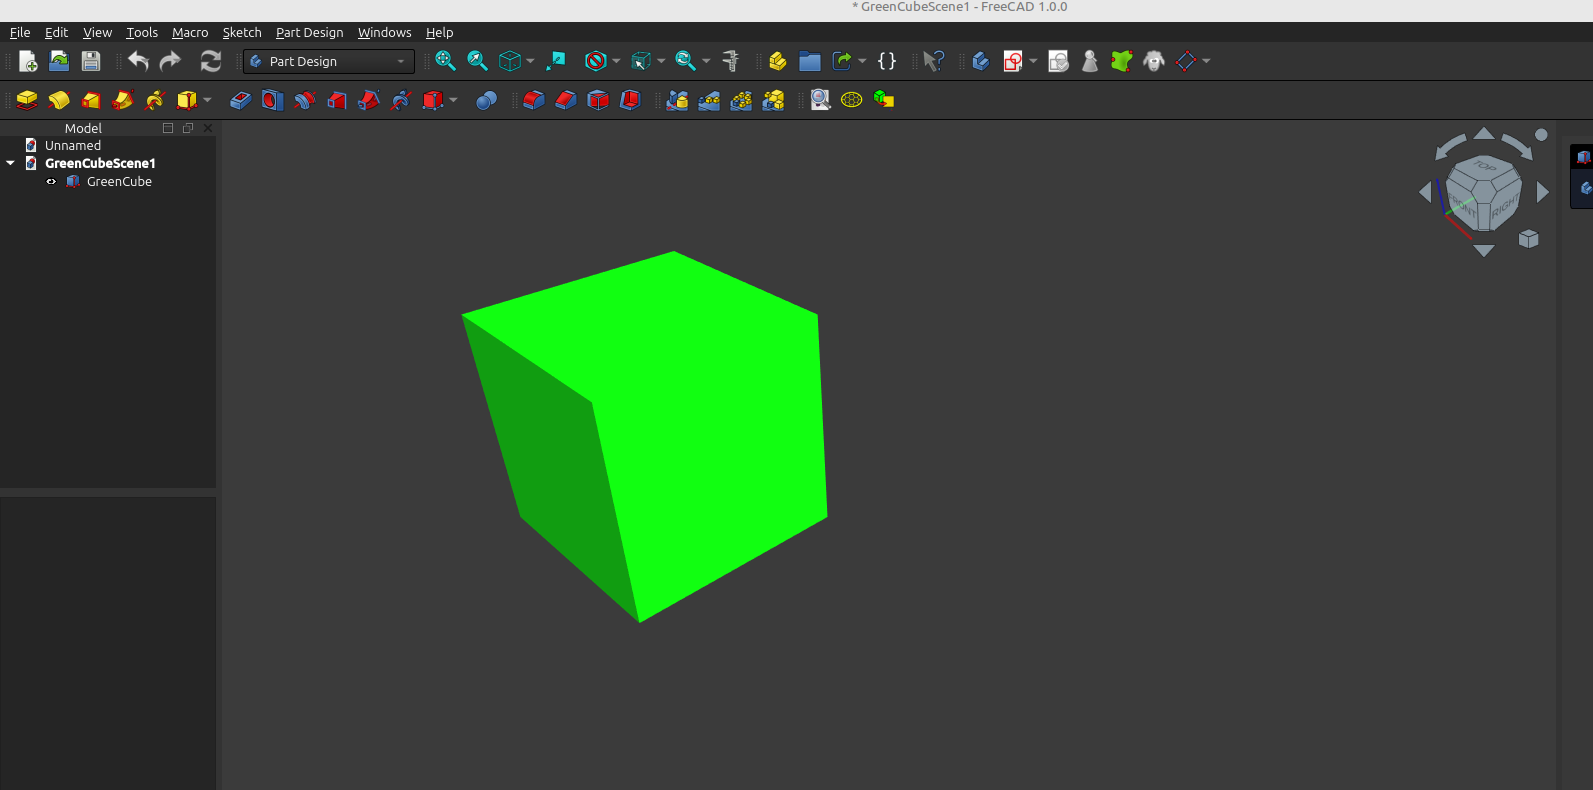 * GreenCubeScene1 - FreeCAD 1.0.0
File Edit View Tools Macro Sketch Part Design Windows Help
Part Design
Model
Unnamed
GreenCubeScene1
GreenCube
TOP
FRONT
RIGHT